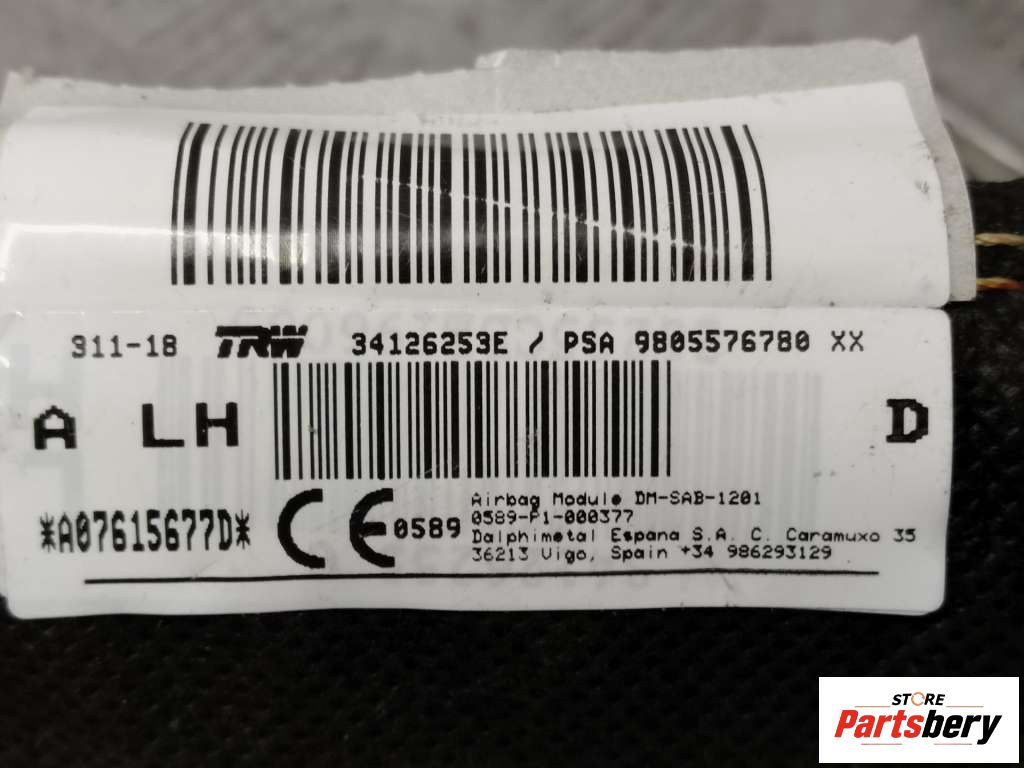 311-18 TRW 34126253E / PSA 9805576780 XX
A LH D
*A07615677D*
CE 0589
Airbag Module DM-SAB-1201
0589-P1-000377
Dalphimetal Espana S.A. C. Caramuxo 35
36213 Vigo, Spain +34 986293129
STORE
Partsbery